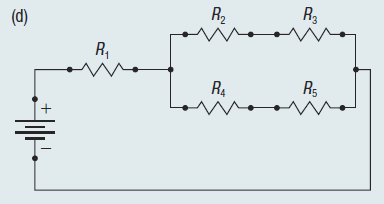 (d)
R₂ R₃
R₁
R₄ R₅
+
−